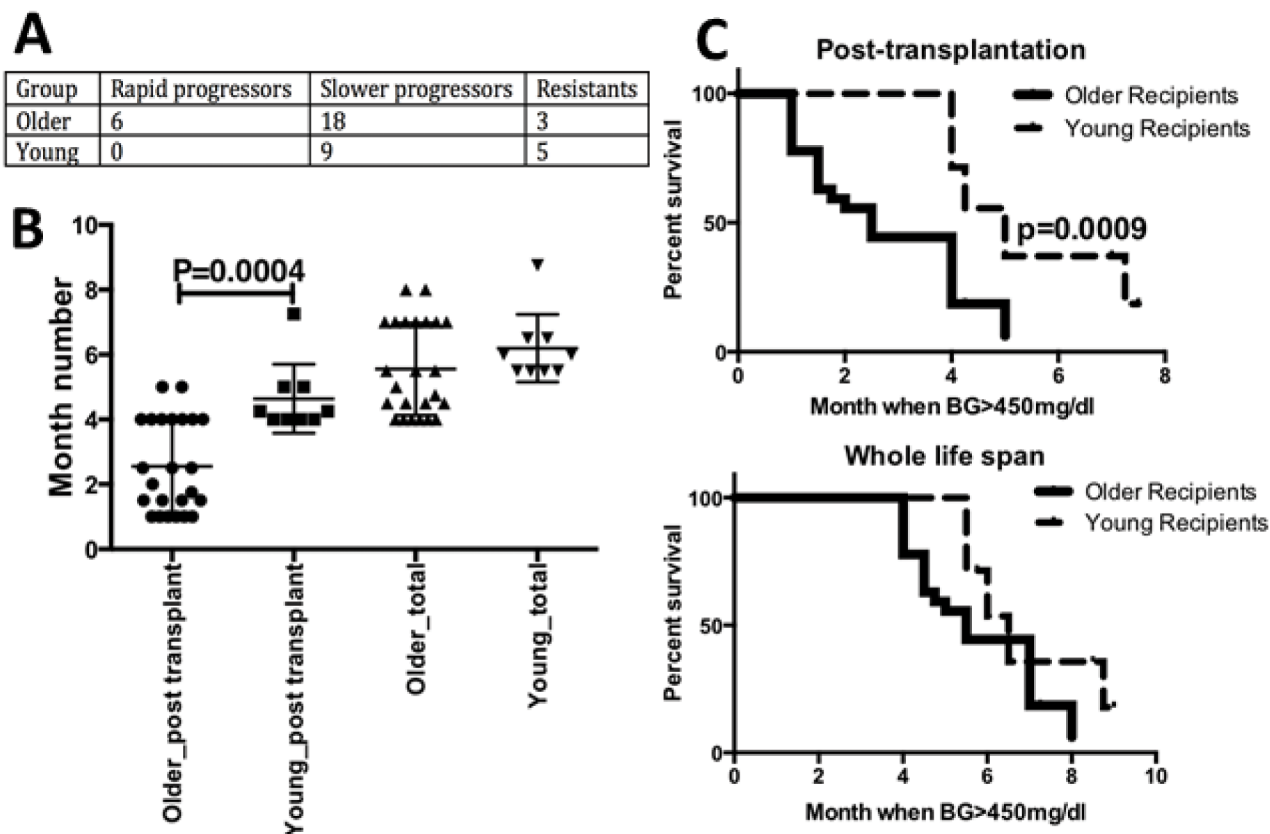 A
Group Rapid progressors Slower progressors Resistants
Older 6 18 3
Young 0 9 5
B
Month number
10
8
6
4
2
0
P=0.0004
Older_post transplant
Young_post transplant
Older_total
Young_total
C
Post-transplantation
Older Recipients
Young Recipients
Percent survival
100
50
0
p=0.0009
0 2 4 6 8
Month when BG>450mg/dl
Whole life span
Older Recipients
Young Recipients
Percent survival
100
50
0
0 2 4 6 8 10
Month when BG>450mg/dl